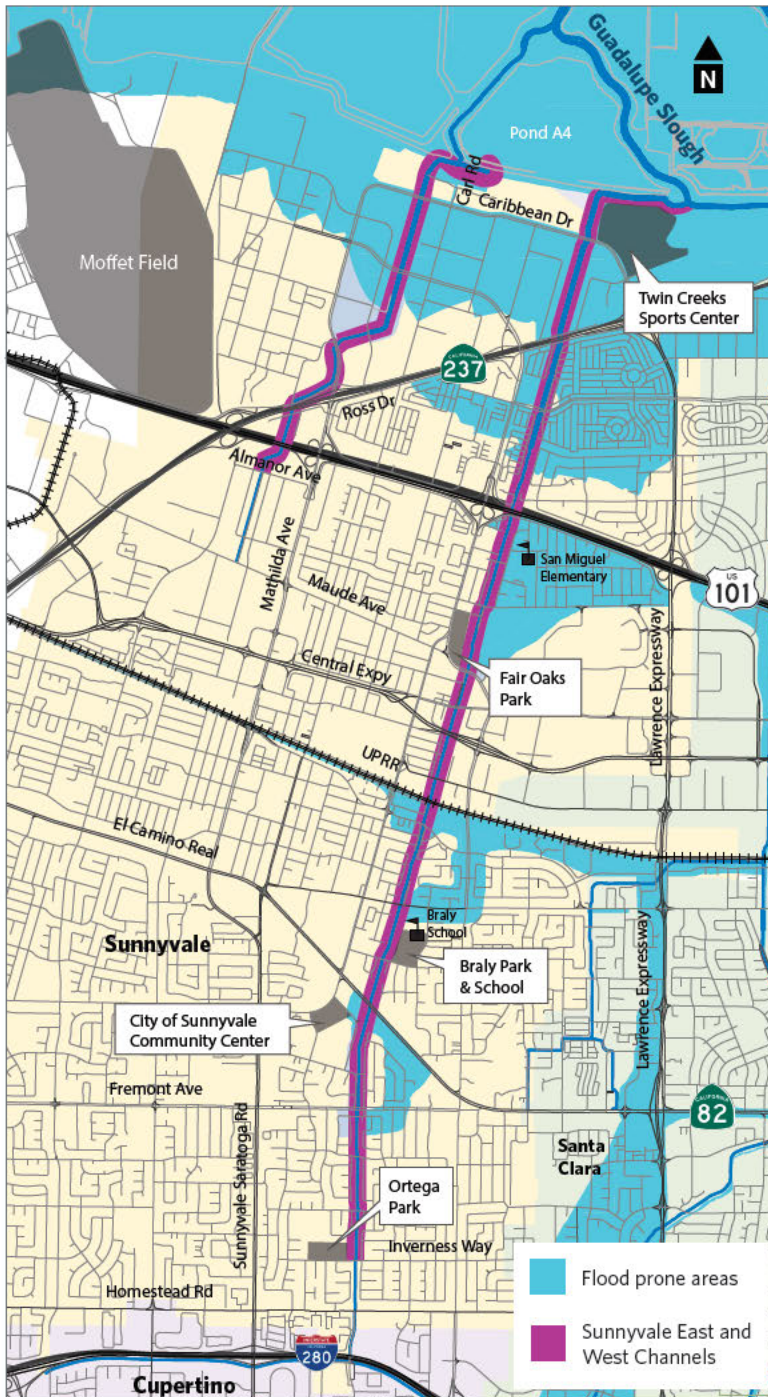 Guadalupe Slough
N
Pond A4
Carl Rd
Caribbean Dr
Moffet Field
Twin Creeks
Sports Center
CALIFORNIA
237
Ross Dr
Almanor Ave
Mathilda Ave
San Miguel
Elementary
US
101
Maude Ave
Lawrence Expressway
Central Expy
Fair Oaks
Park
UPRR
El Camino Real
Braly
School
Sunnyvale
Braly Park
& School
Lawrence Expressway
City of Sunnyvale
Community Center
Fremont Ave
CALIFORNIA
82
Sunnyvale Saratoga Rd
Santa
Clara
Ortega
Park
Inverness Way
Homestead Rd
Flood prone areas
Sunnyvale East and
West Channels
INTERSTATE
280
Cupertino